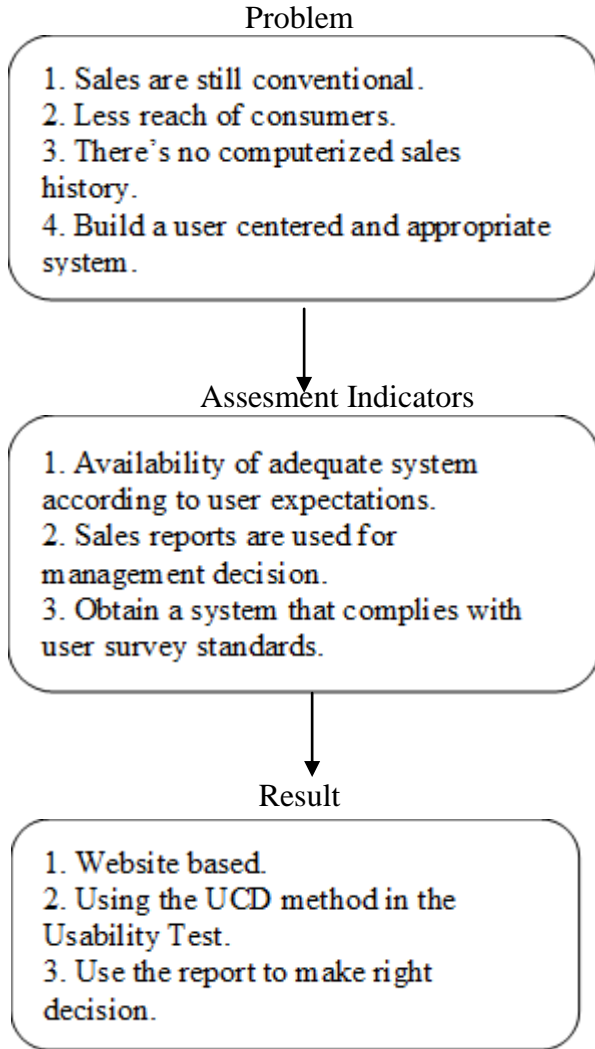 Problem
1. Sales are still conventional.
2. Less reach of consumers.
3. There’s no computerized sales
history.
4. Build a user centered and appropriate
system.
Assesment Indicators
1. Availability of adequate system
according to user expectations.
2. Sales reports are used for
management decision.
3. Obtain a system that complies with
user survey standards.
Result
1. Website based.
2. Using the UCD method in the
Usability Test.
3. Use the report to make right
decision.